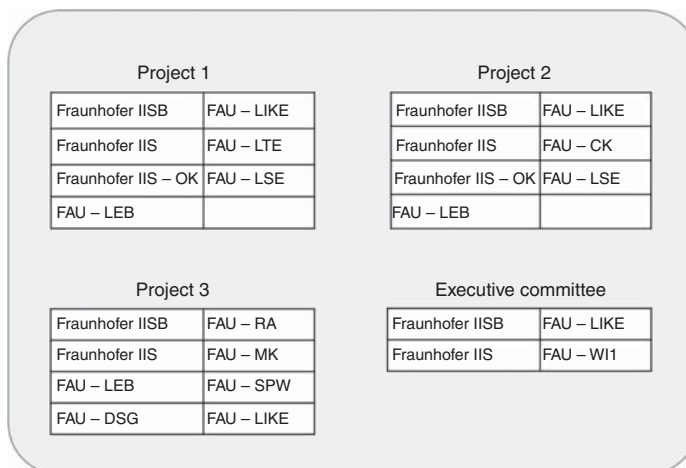 Project 1
Fraunhofer IISB FAU – LIKE
Fraunhofer IIS FAU – LTE
Fraunhofer IIS – OK FAU – LSE
FAU – LEB
Project 2
Fraunhofer IISB FAU – LIKE
Fraunhofer IIS FAU – CK
Fraunhofer IIS – OK FAU – LSE
FAU – LEB
Project 3
Fraunhofer IISB FAU – RA
Fraunhofer IIS FAU – MK
FAU – LEB FAU – SPW
FAU – DSG FAU – LIKE
Executive committee
Fraunhofer IISB FAU – LIKE
Fraunhofer IIS FAU – WI1